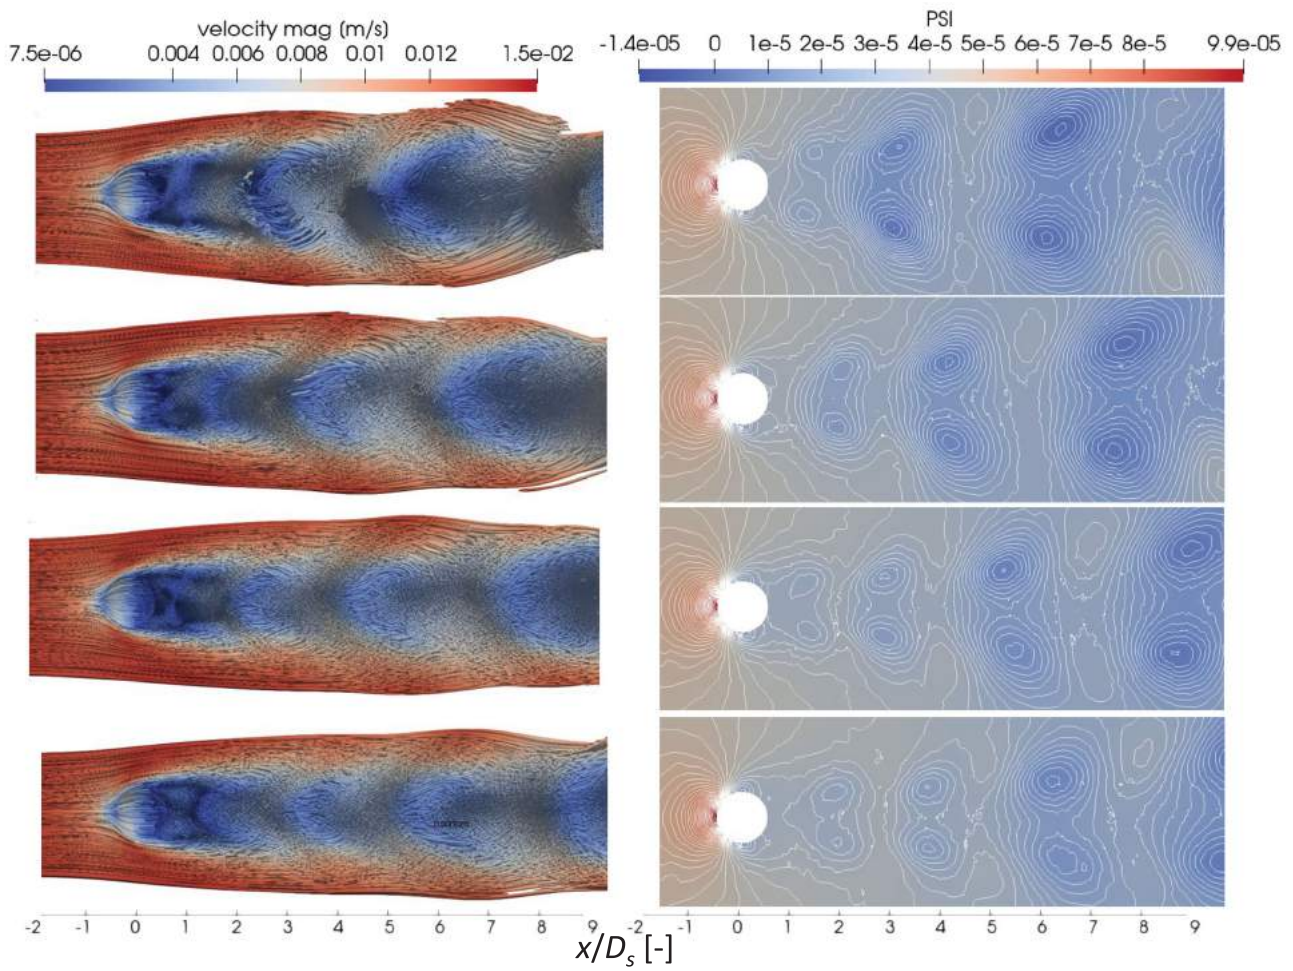 velocity mag (m/s)
7.5e-06 0.004 0.006 0.008 0.01 0.012 1.5e-02
PSI
-1.4e-05 0 1e-5 2e-5 3e-5 4e-5 5e-5 6e-5 7e-5 8e-5 9.9e-05
-2 -1 0 1 2 3 4 5 6 7 8 9
-2 -1 0 1 2 3 4 5 6 7 8 9
x/Ds [-]